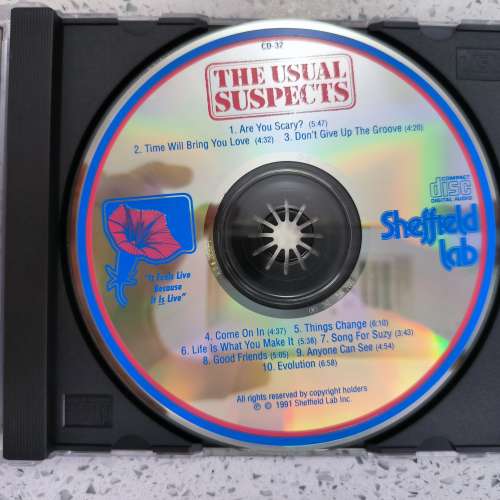 CD-37
THE USUAL
SUSPECTS
1. Are You Scary? (5:47)
2. Time Will Bring You Love (4:32) 3. Don't Give Up The Groove (4:20)
COMPACT
disc
DIGITAL AUDIO
Sheffield
Lab
"It Feels Live
Because
It Is Live"
4. Come On In (4:37) 5. Things Change (6:10)
6. Life Is What You Make It (5:38) 7. Song For Suzy (3:43)
8. Good Friends (5:05) 9. Anyone Can See (4:54)
10. Evolution (6:58)
All rights reserved by copyright holders
℗ © 1991 Sheffield Lab Inc.